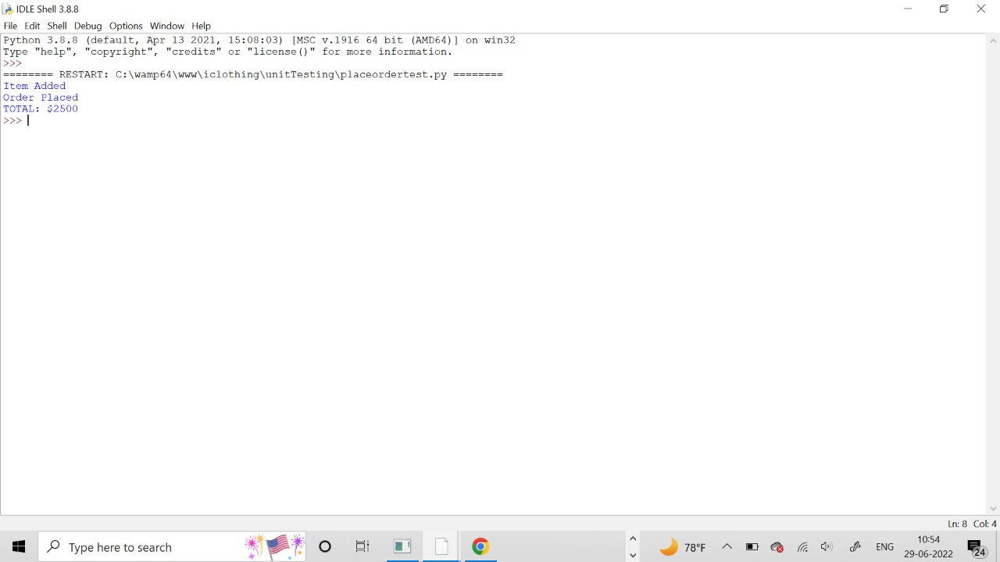 IDLE Shell 3.8.8
File Edit Shell Debug Options Window Help
Python 3.8.8 (default, Apr 13 2021, 15:08:03) [MSC v.1916 64 bit (AMD64)] on win32
Type "help", "copyright", "credits" or "license()" for more information.
>>>
======== RESTART: C:\wamp64\www\iclothing\unitTesting\placeordertest.py ========
Item Added
Order Placed
TOTAL: $2500
>>>
Ln: 8 Col: 4
Type here to search
78°F
ENG
10:54
29-06-2022
24